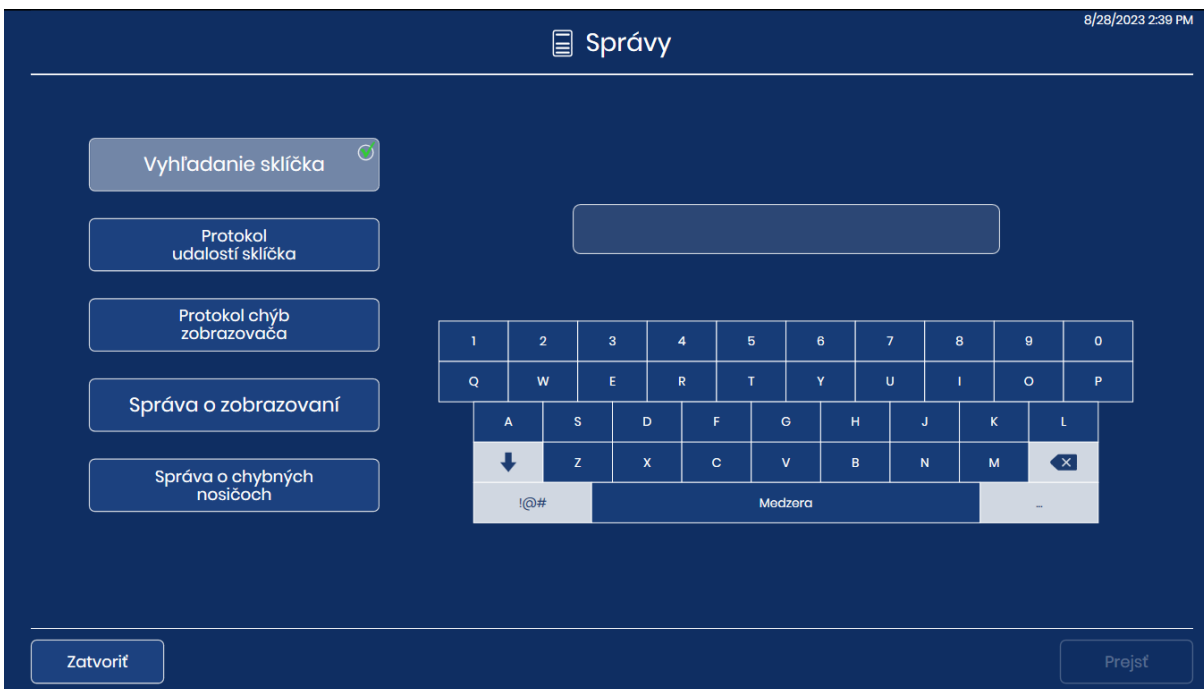 8/28/2023 2:39 PM
Správy
Vyhľadanie sklíčka
Protokol
udalostí sklíčka
Protokol chýb
zobrazovača
Správa o zobrazovaní
Správa o chybných
nosičoch
1 2 3 4 5 6 7 8 9 0
Q W E R T Y U I O P
A S D F G H J K L
Z X C V B N M
!@# Medzera ...
Zatvoriť
Prejsť